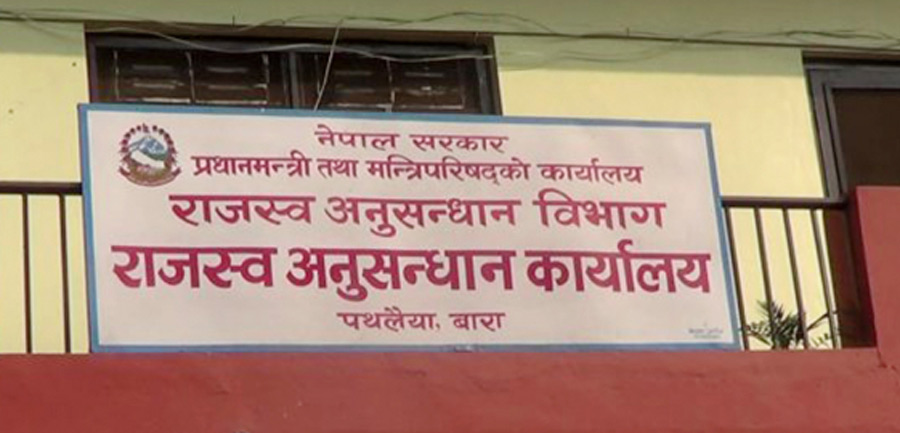 नेपाल सरकार
प्रधानमन्त्री तथा मन्त्रिपरिषद्को कार्यालय
राजस्व अनुसन्धान विभाग
राजस्व अनुसन्धान कार्यालय
पथलैया, बारा